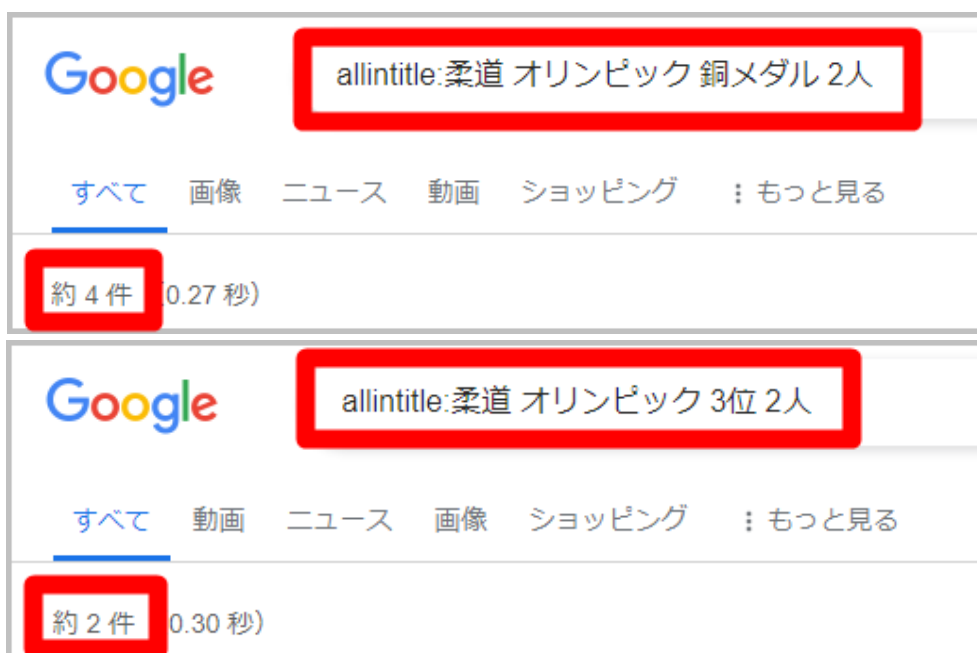 Google
allintitle:柔道 オリンピック 銅メダル 2人
すべて 画像 ニュース 動画 ショッピング もっと見る
約 4 件 (0.27 秒)
Google
allintitle:柔道 オリンピック 3位 2人
すべて 動画 ニュース 画像 ショッピング もっと見る
約 2 件 0.30 秒)